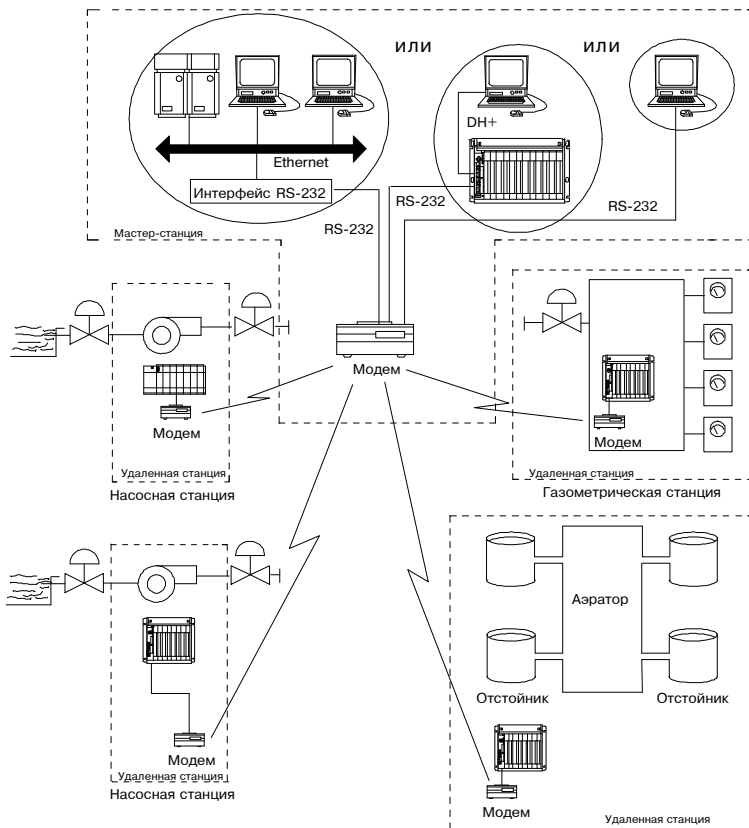 или
или
DH+
Ethernet
Интерфейс RS-232
RS-232
RS-232
RS-232
Мастер-станция
Модем
Модем
Удаленная станция
Насосная станция
Модем
Удаленная станция
Газометрическая станция
Аэратор
Отстойник
Отстойник
Модем
Удаленная станция
Насосная станция
Модем
Удаленная станция